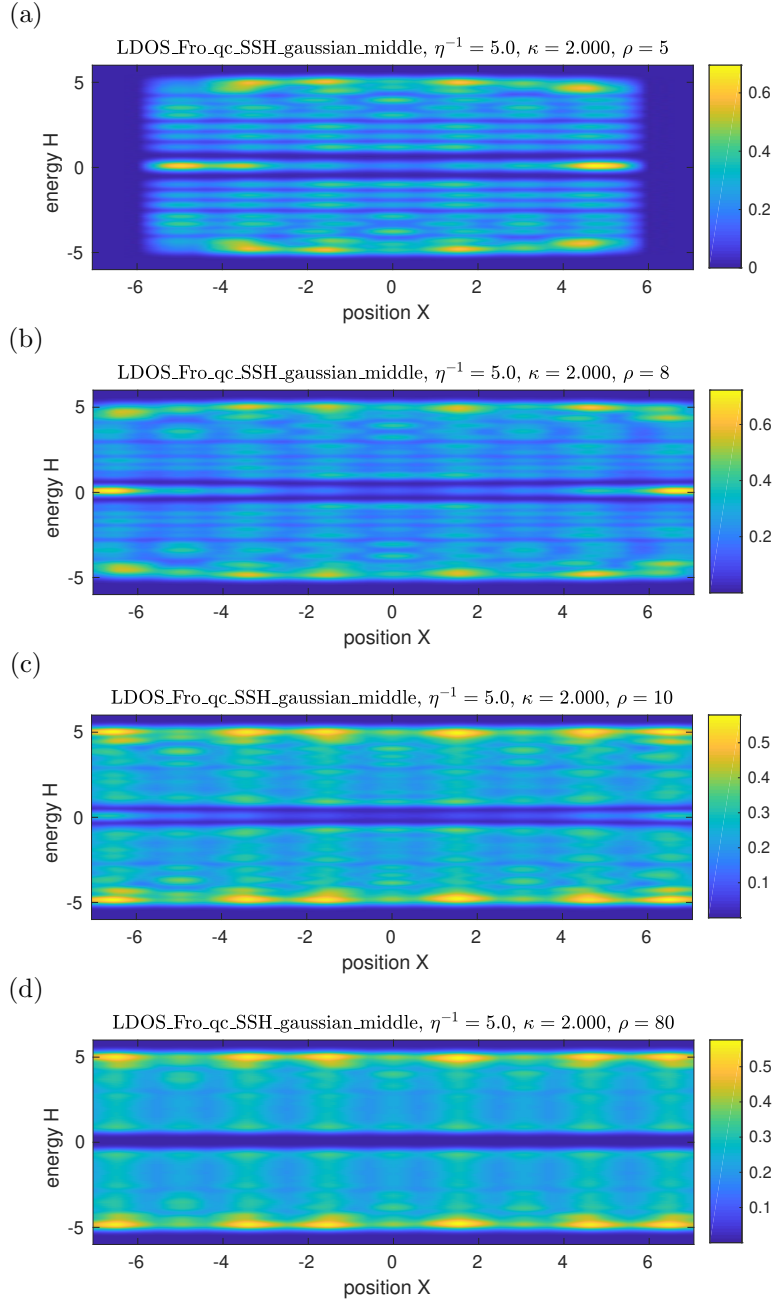 (a)
LDOS_Fro_qc_SSH_gaussian_middle, η⁻¹ = 5.0, κ = 2.000, ρ = 5
5
0
-5
energy H
-6 -4 -2 0 2 4 6
position X
0.6
0.4
0.2
0
(b)
LDOS_Fro_qc_SSH_gaussian_middle, η⁻¹ = 5.0, κ = 2.000, ρ = 8
5
0
-5
energy H
-6 -4 -2 0 2 4 6
position X
0.6
0.4
0.2
(c)
LDOS_Fro_qc_SSH_gaussian_middle, η⁻¹ = 5.0, κ = 2.000, ρ = 10
5
0
-5
energy H
-6 -4 -2 0 2 4 6
position X
0.5
0.4
0.3
0.2
0.1
(d)
LDOS_Fro_qc_SSH_gaussian_middle, η⁻¹ = 5.0, κ = 2.000, ρ = 80
5
0
-5
energy H
-6 -4 -2 0 2 4 6
position X
0.5
0.4
0.3
0.2
0.1